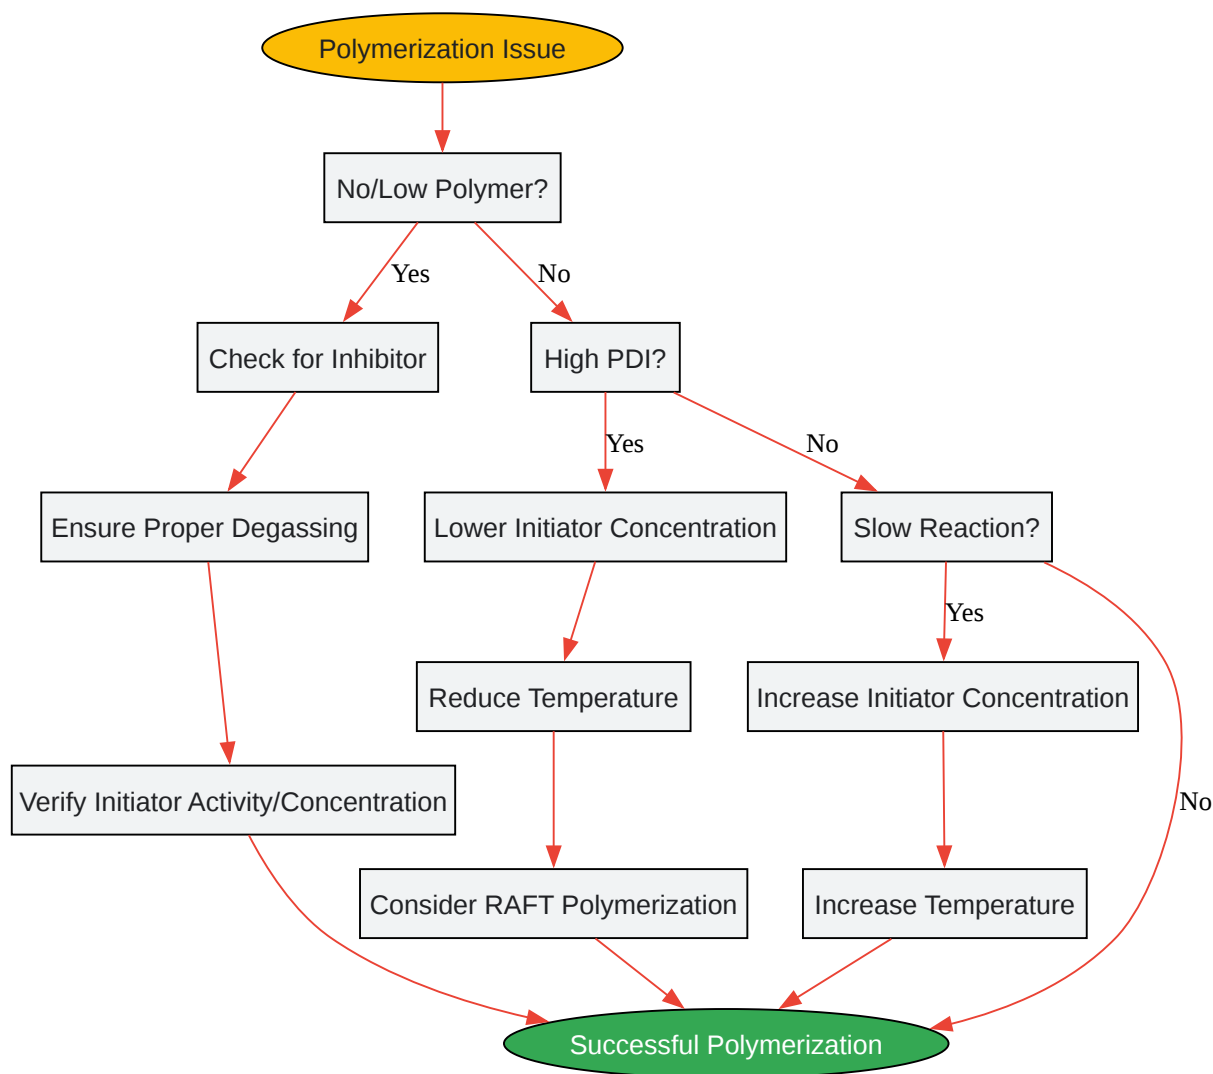 Polymerization Issue
No/Low Polymer?
Yes
No
Check for Inhibitor
High PDI?
Yes
No
Ensure Proper Degassing
Lower Initiator Concentration
Slow Reaction?
Yes
Reduce Temperature
Increase Initiator Concentration
Verify Initiator Activity/Concentration
No
Consider RAFT Polymerization
Increase Temperature
Successful Polymerization